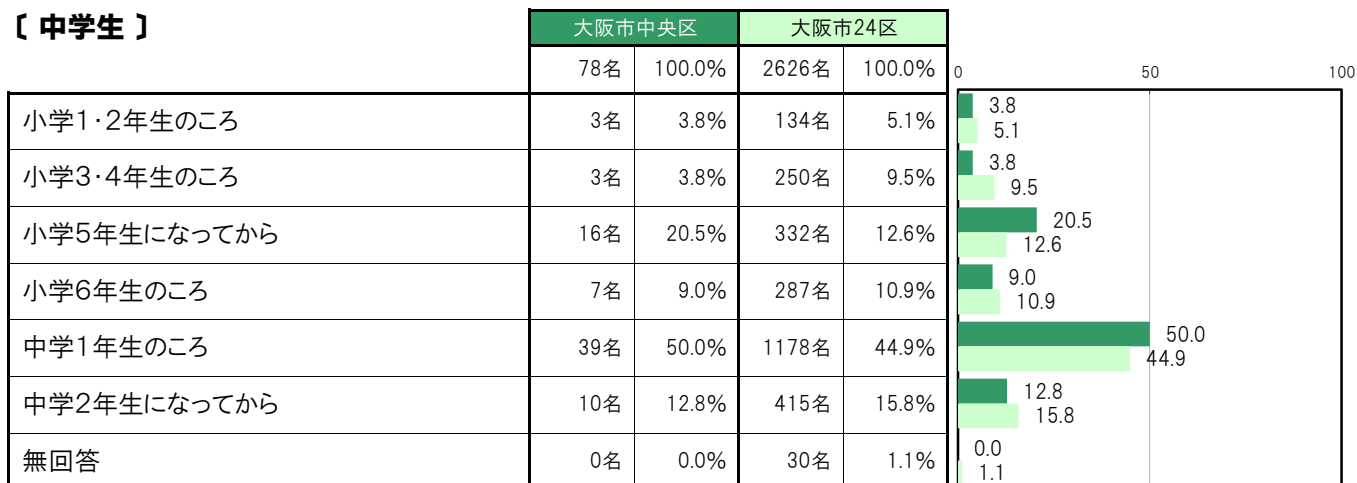 〔 中学生 〕
大阪市中央区 大阪市24区
78名 100.0% 2626名 100.0%
0 50 100
小学1・2年生のころ 3名 3.8% 134名 5.1%
3.8
5.1
小学3・4年生のころ 3名 3.8% 250名 9.5%
3.8
9.5
小学5年生になってから 16名 20.5% 332名 12.6%
20.5
12.6
小学6年生のころ 7名 9.0% 287名 10.9%
9.0
10.9
中学1年生のころ 39名 50.0% 1178名 44.9%
50.0
44.9
中学2年生になってから 10名 12.8% 415名 15.8%
12.8
15.8
無回答 0名 0.0% 30名 1.1%
0.0
1.1